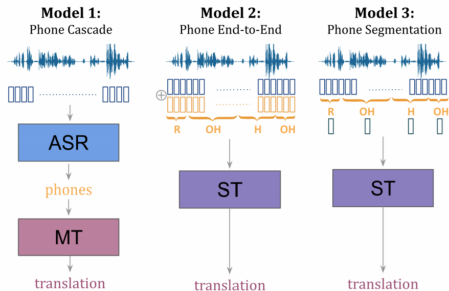 Model 1:
Phone Cascade
ASR
phones
MT
translation
Model 2:
Phone End-to-End
R OH H OH
ST
translation
Model 3:
Phone Segmentation
R OH H OH
ST
translation